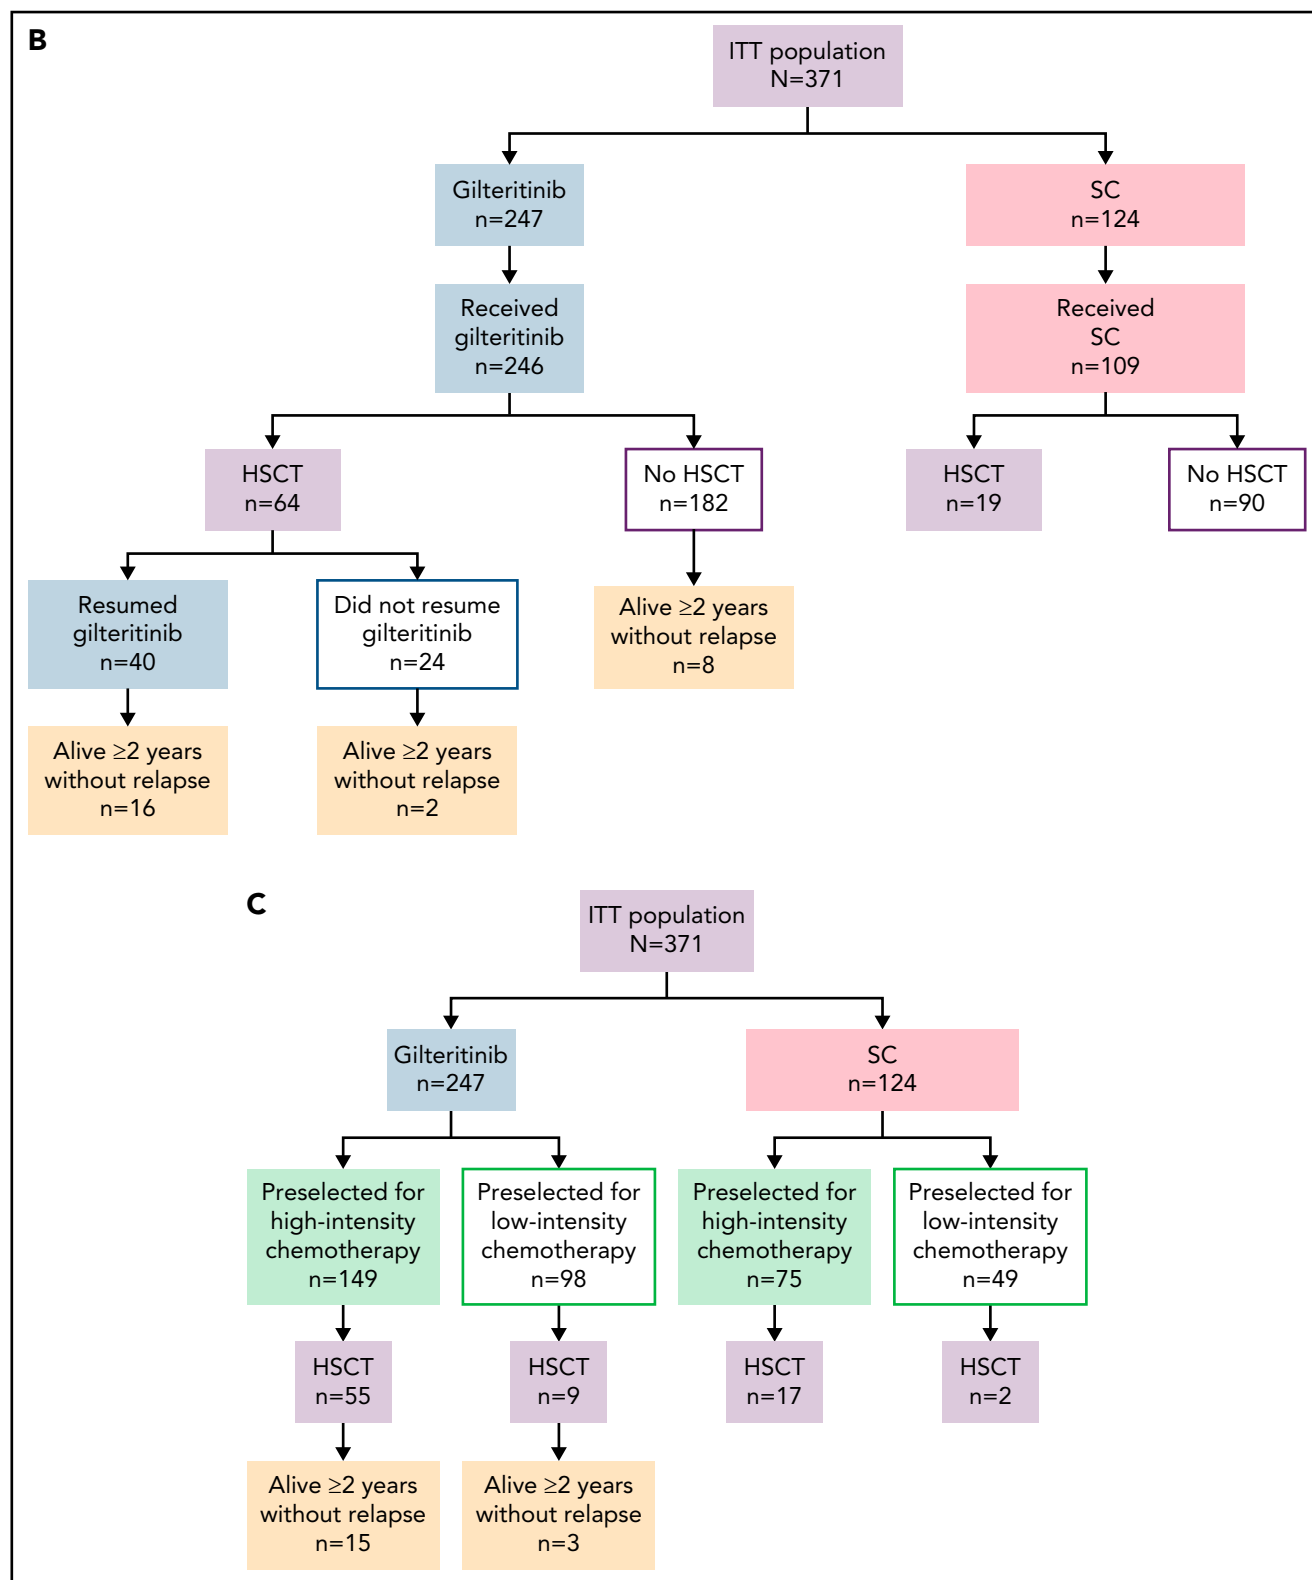 B
ITT population
N=371
Gilteritinib
n=247
SC
n=124
Received
gilteritinib
n=246
Received
SC
n=109
HSCT
n=64
No HSCT
n=182
HSCT
n=19
No HSCT
n=90
Resumed
gilteritinib
n=40
Did not resume
gilteritinib
n=24
Alive ≥2 years
without relapse
n=8
Alive ≥2 years
without relapse
n=16
Alive ≥2 years
without relapse
n=2
C
ITT population
N=371
Gilteritinib
n=247
SC
n=124
Preselected for
high-intensity
chemotherapy
n=149
Preselected for
low-intensity
chemotherapy
n=98
Preselected for
high-intensity
chemotherapy
n=75
Preselected for
low-intensity
chemotherapy
n=49
HSCT
n=55
HSCT
n=9
HSCT
n=17
HSCT
n=2
Alive ≥2 years
without relapse
n=15
Alive ≥2 years
without relapse
n=3